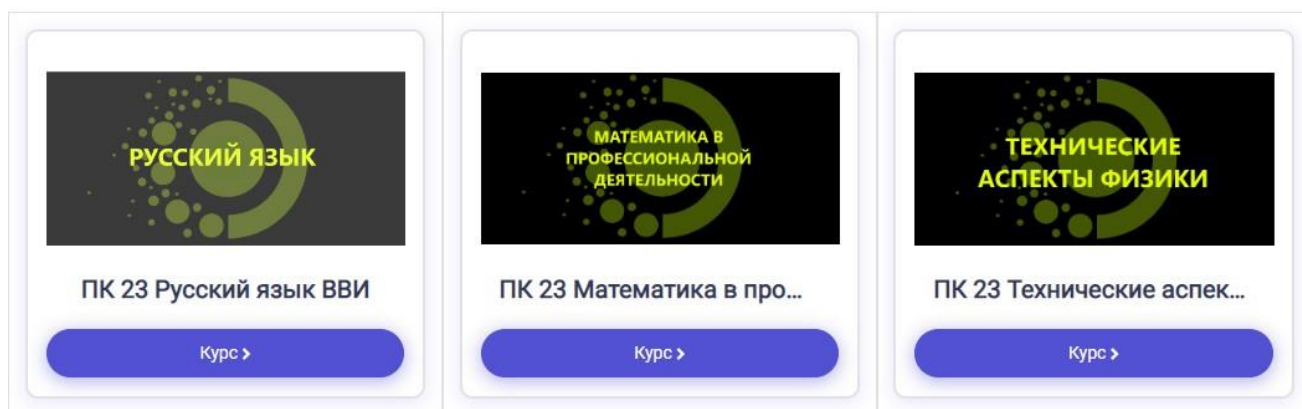 РУССКИЙ ЯЗЫК
ПК 23 Русский язык ВВИ
Курс >
МАТЕМАТИКА В
ПРОФЕССИОНАЛЬНОЙ
ДЕЯТЕЛЬНОСТИ
ПК 23 Математика в про...
Курс >
ТЕХНИЧЕСКИЕ
АСПЕКТЫ ФИЗИКИ
ПК 23 Технические аспек...
Курс >